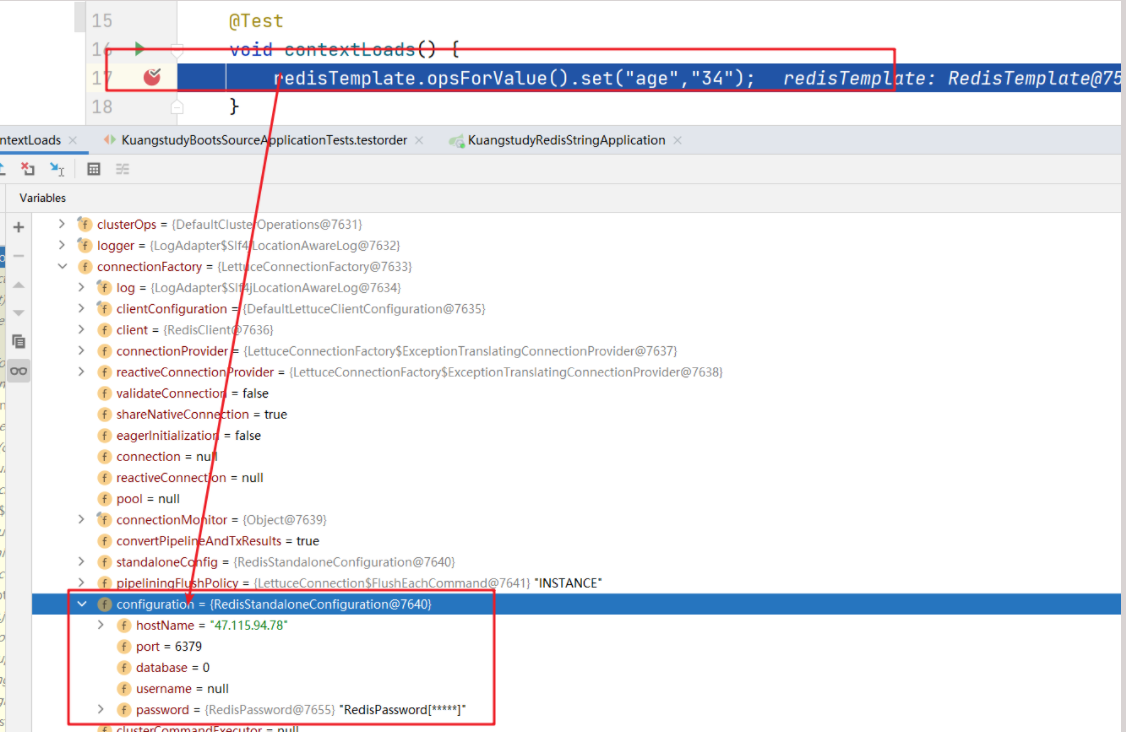 15 @Test
16 void contextLoads() {
17 redisTemplate.opsForValue().set("age","34"); redisTemplate: RedisTemplate@75
18 }
ntextLoads × KuangstudyBootsSourceApplicationTests.testorder × KuangstudyRedisStringApplication ×
Variables
f clusterOps = {DefaultClusterOperations@7631}
f logger = {LogAdapter$Slf4jLocationAwareLog@7632}
f connectionFactory = {LettuceConnectionFactory@7633}
f log = {LogAdapter$Slf4jLocationAwareLog@7634}
f clientConfiguration = {DefaultLettuceClientConfiguration@7635}
f client = {RedisClient@7636}
f connectionProvider = {LettuceConnectionFactory$ExceptionTranslatingConnectionProvider@7637}
f reactiveConnectionProvider = {LettuceConnectionFactory$ExceptionTranslatingConnectionProvider@7638}
f validateConnection = false
f shareNativeConnection = true
f eagerInitialization = false
f connection = null
f reactiveConnection = null
f pool = null
f connectionMonitor = {Object@7639}
f convertPipelineAndTxResults = true
f standaloneConfig = {RedisStandaloneConfiguration@7640}
f pipeliningFlushPolicy = {LettuceConnection$FlushEachCommand@7641} "INSTANCE"
f configuration = {RedisStandaloneConfiguration@7640}
f hostName = "47.115.94.78"
f port = 6379
f database = 0
f username = null
f password = {RedisPassword@7655} "RedisPassword[*****]"
f clusterCommandExecutor = null